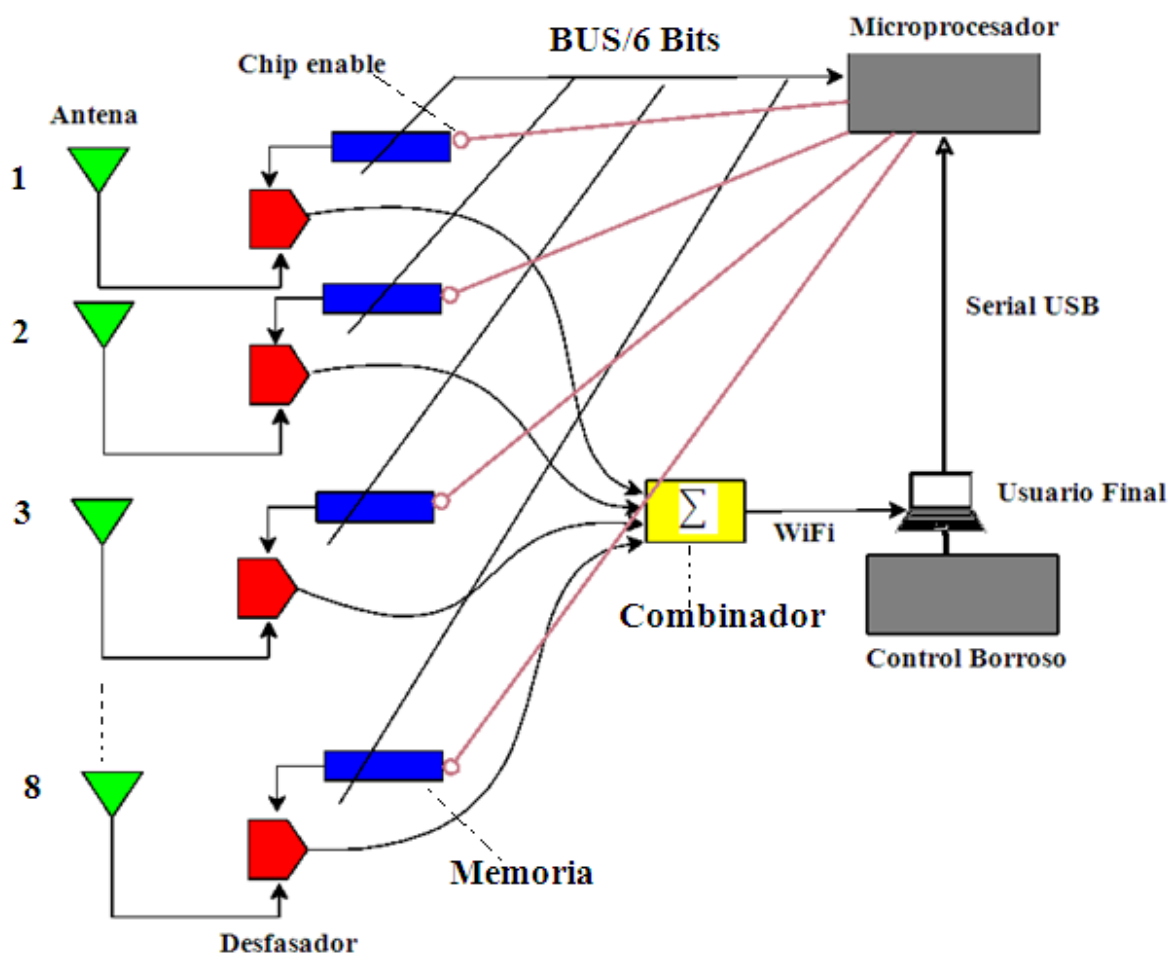 BUS/6 Bits
Microprocesador
Chip enable
Antena
1
2
Serial USB
3
Σ
WiFi
Usuario Final
Combinador
Control Borroso
8
Memoria
Desfasador